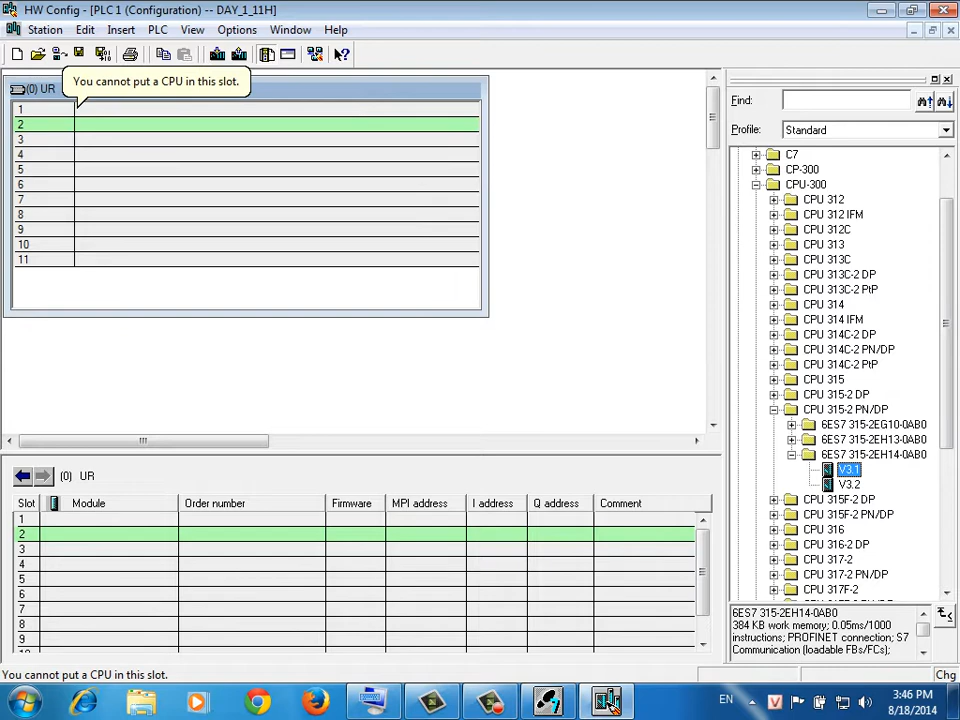 HW Config - [PLC 1 (Configuration) -- DAY_1_11H]
Station Edit Insert PLC View Options Window Help
You cannot put a CPU in this slot.
(0) UR
1
2
3
4
5
6
7
8
9
10
11
(0) UR
Slot Module Order number Firmware MPI address I address Q address Comment
1
2
3
4
5
6
7
8
9
Find:
Profile: Standard
C7
CP-300
CPU-300
CPU 312
CPU 312 IFM
CPU 312C
CPU 313
CPU 313C
CPU 313C-2 DP
CPU 313C-2 PtP
CPU 314
CPU 314 IFM
CPU 314C-2 DP
CPU 314C-2 PN/DP
CPU 314C-2 PtP
CPU 315
CPU 315-2 DP
CPU 315-2 PN/DP
6ES7 315-2EG10-0AB0
6ES7 315-2EH13-0AB0
6ES7 315-2EH14-0AB0
V3.1
V3.2
CPU 315F-2 DP
CPU 315F-2 PN/DP
CPU 316
CPU 316-2 DP
CPU 317-2
CPU 317-2 PN/DP
CPU 317F-2
6ES7 315-2EH14-0AB0
384 KB work memory; 0.05ms/1000
instructions; PROFINET connection; S7
Communication (loadable FBs/FCs);
You cannot put a CPU in this slot.
Chg
EN
3:46 PM
8/18/2014